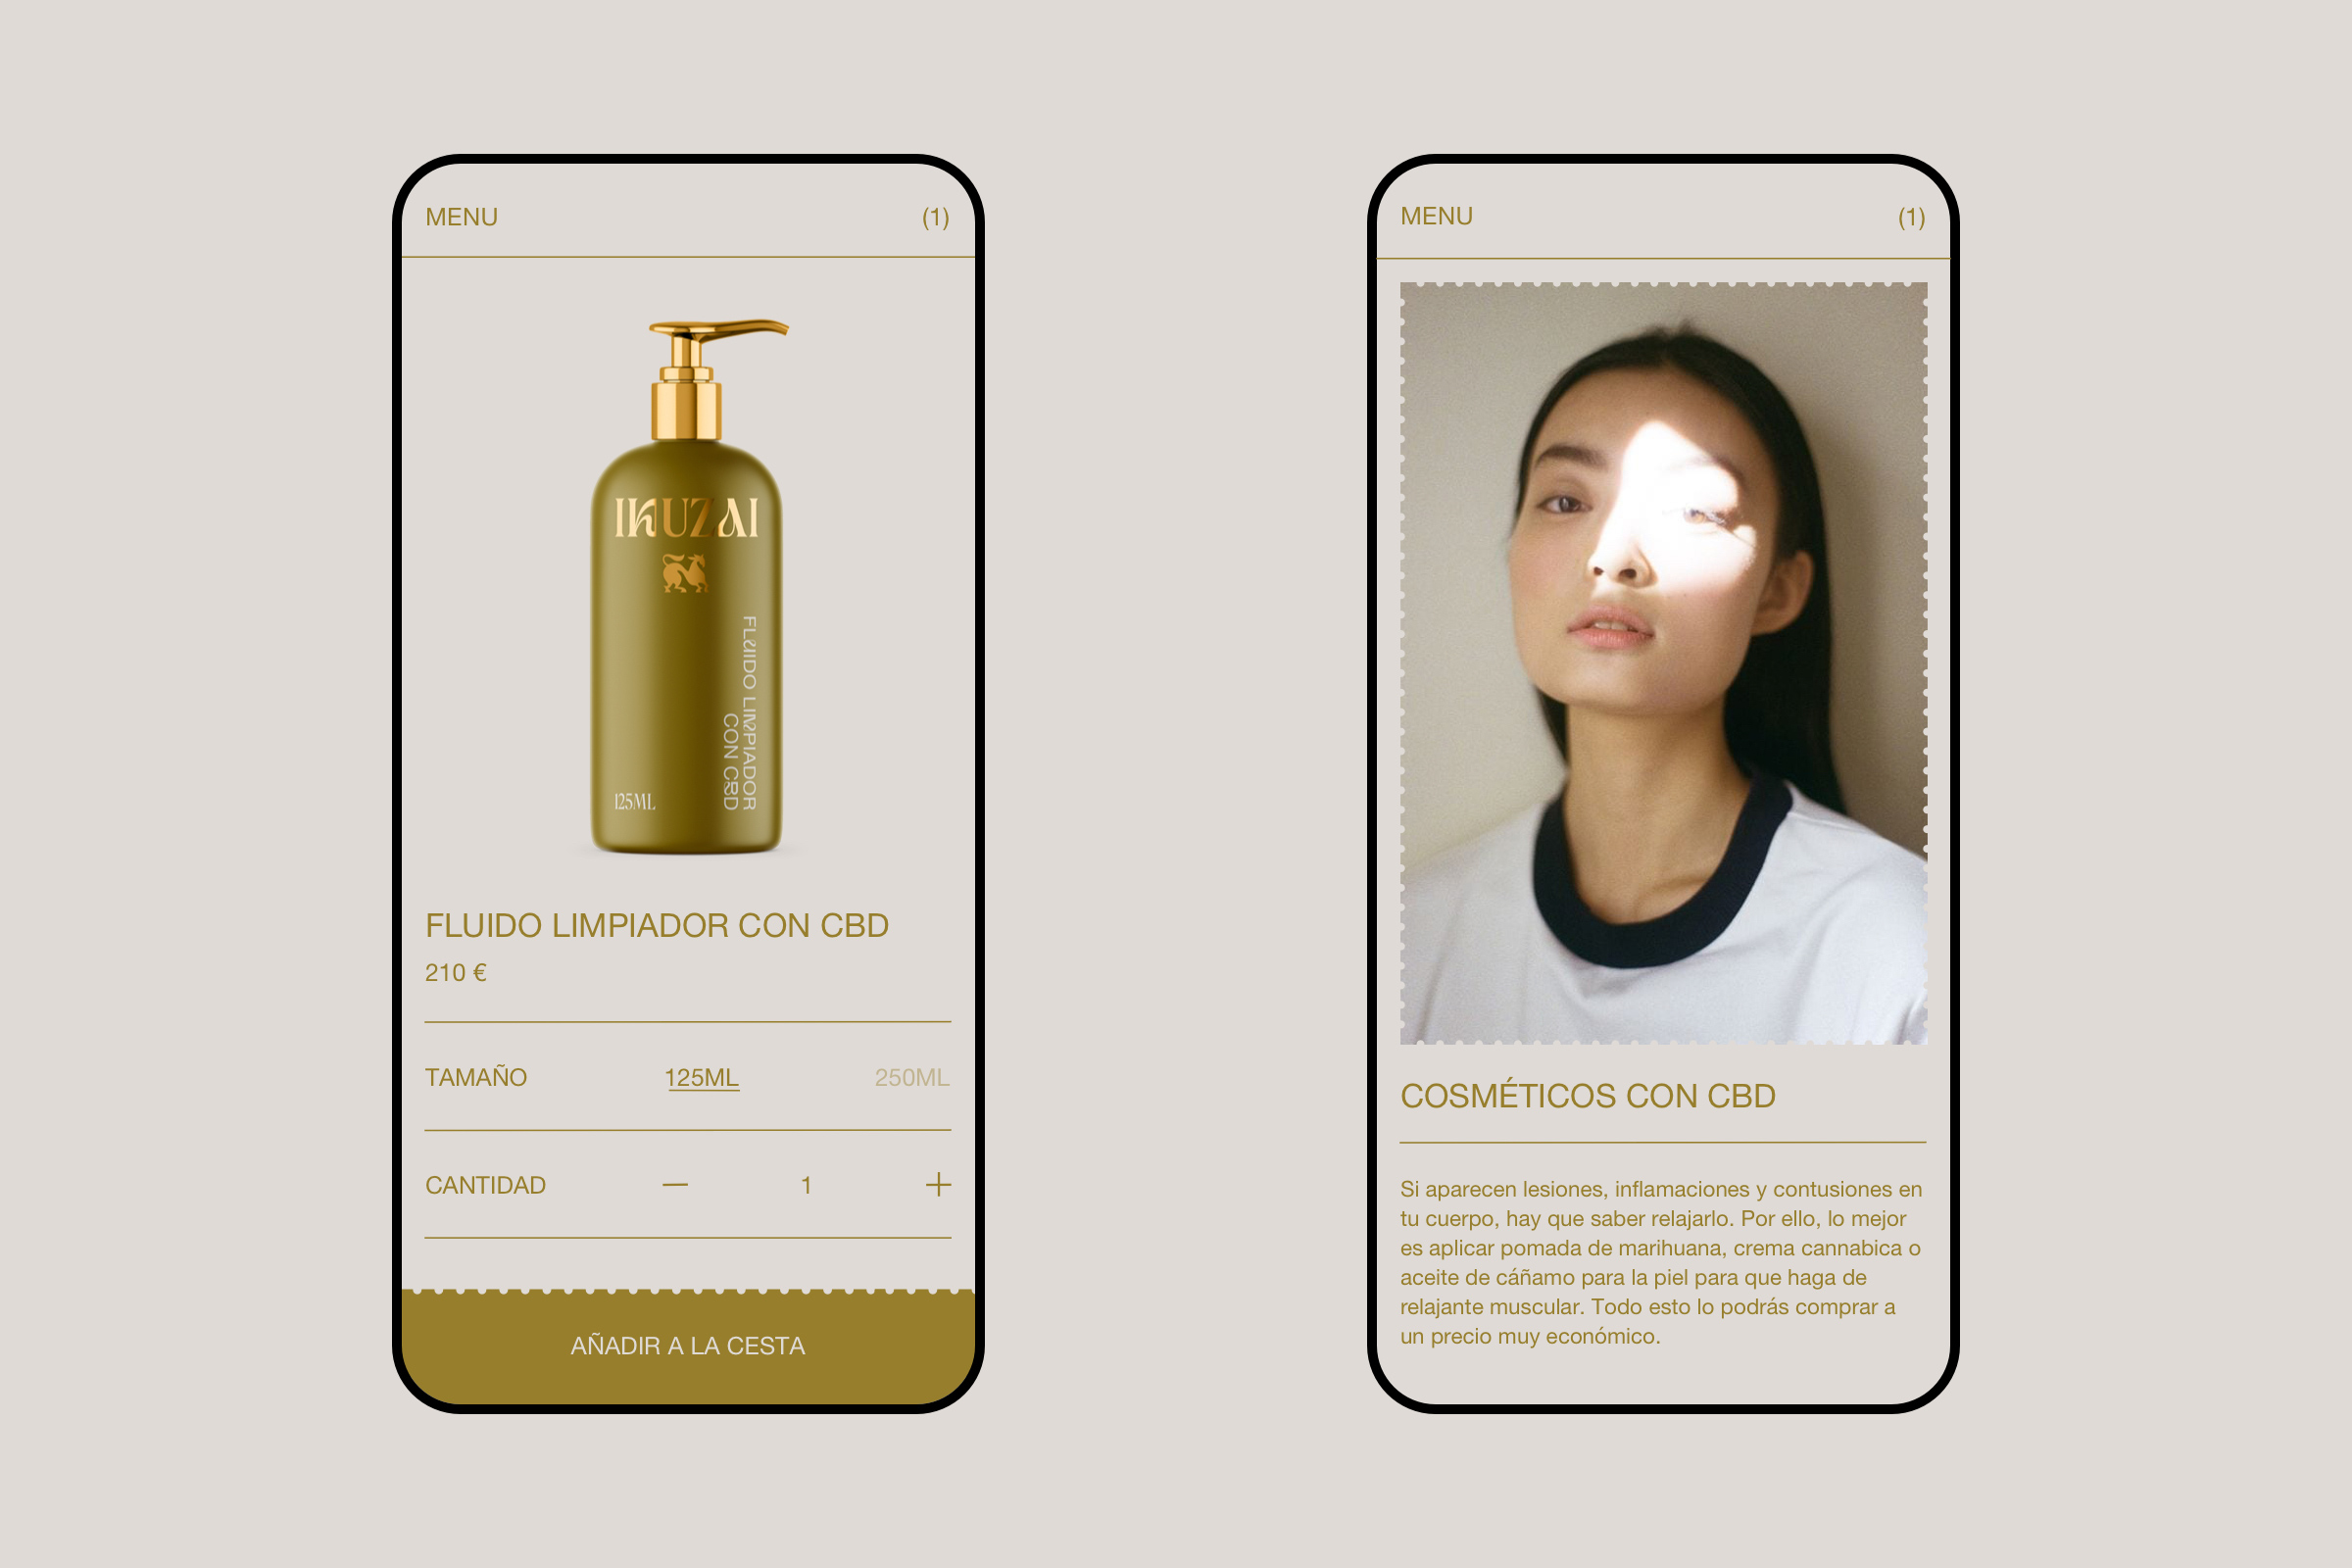 MENU
(1)
IKUZAI
FLUIDO LIMPIADOR
CON CBD
125ML
FLUIDO LIMPIADOR CON CBD
210 €
TAMAÑO 125ML 250ML
CANTIDAD — 1 +
AÑADIR A LA CESTA
MENU
(1)
COSMÉTICOS CON CBD
Si aparecen lesiones, inflamaciones y contusiones en
tu cuerpo, hay que saber relajarlo. Por ello, lo mejor
es aplicar pomada de marihuana, crema cannabica o
aceite de cáñamo para la piel para que haga de
relajante muscular. Todo esto lo podrás comprar a
un precio muy económico.